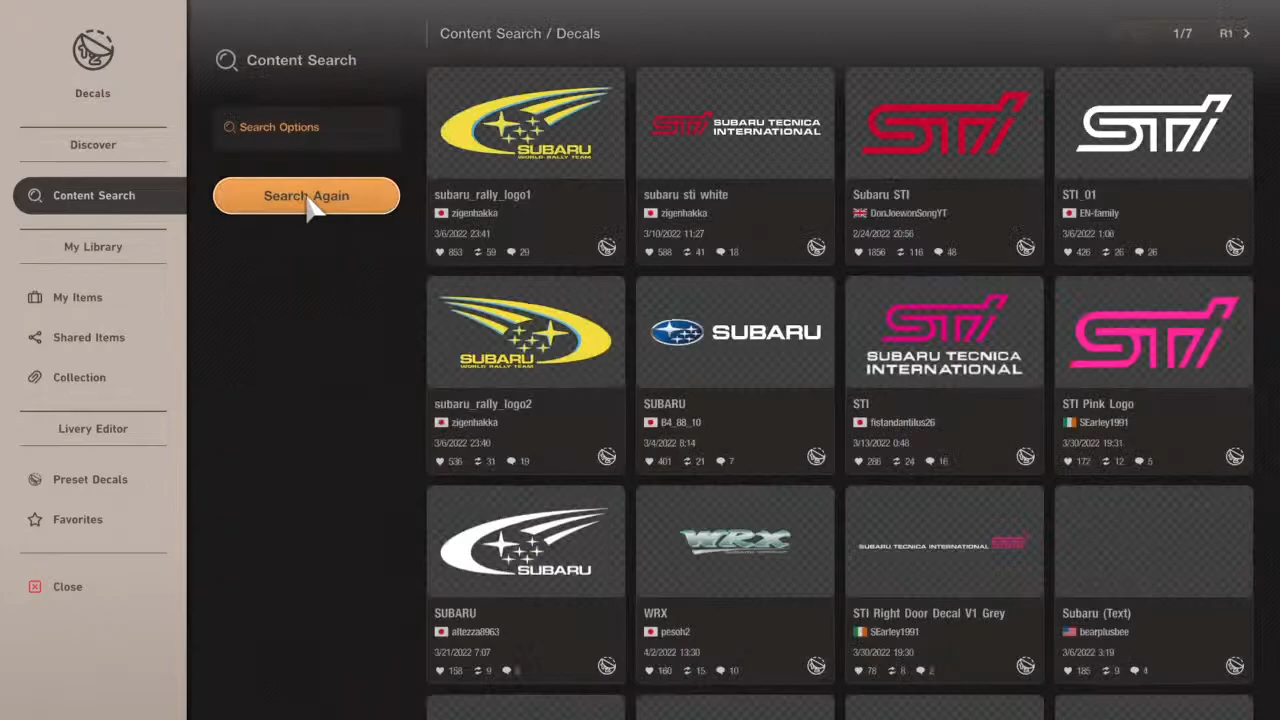 Decals
Discover
Content Search
My Library
My Items
Shared Items
Collection
Livery Editor
Preset Decals
Favorites
Close
Content Search
Search Options
Search Again
Content Search / Decals
1/7 R1
SUBARU
WORLD RALLY TEAM
subaru_rally_logo1
zigenhakka
3/6/2022 23:41
853 59 29
STI SUBARU TECNICA
INTERNATIONAL
subaru sti white
zigenhakka
3/10/2022 11:27
588 41 18
STI
Subaru STI
DonJoewonSongYT
2/24/2022 20:56
1856 116 48
STI
STI_01
EN-family
3/6/2022 1:06
426 26 26
SUBARU
WORLD RALLY TEAM
subaru_rally_logo2
zigenhakka
3/6/2022 23:40
536 31 19
SUBARU
SUBARU
B4_88_10
3/4/2022 8:14
401 21 7
STI
SUBARU TECNICA
INTERNATIONAL
STI
fistandantilus26
3/13/2022 0:48
286 24 16
STI
STI Pink Logo
SEarley1991
3/30/2022 19:31
172 12 5
SUBARU
SUBARU
altezza8963
3/21/2022 7:07
158 9
WRX
WRX
pesoh2
4/2/2022 13:30
160 15 10
SUBARU TECNICA INTERNATIONAL STI
STI Right Door Decal V1 Grey
SEarley1991
3/30/2022 19:30
78 8 2
Subaru (Text)
bearplusbee
3/6/2022 3:19
185 9 4